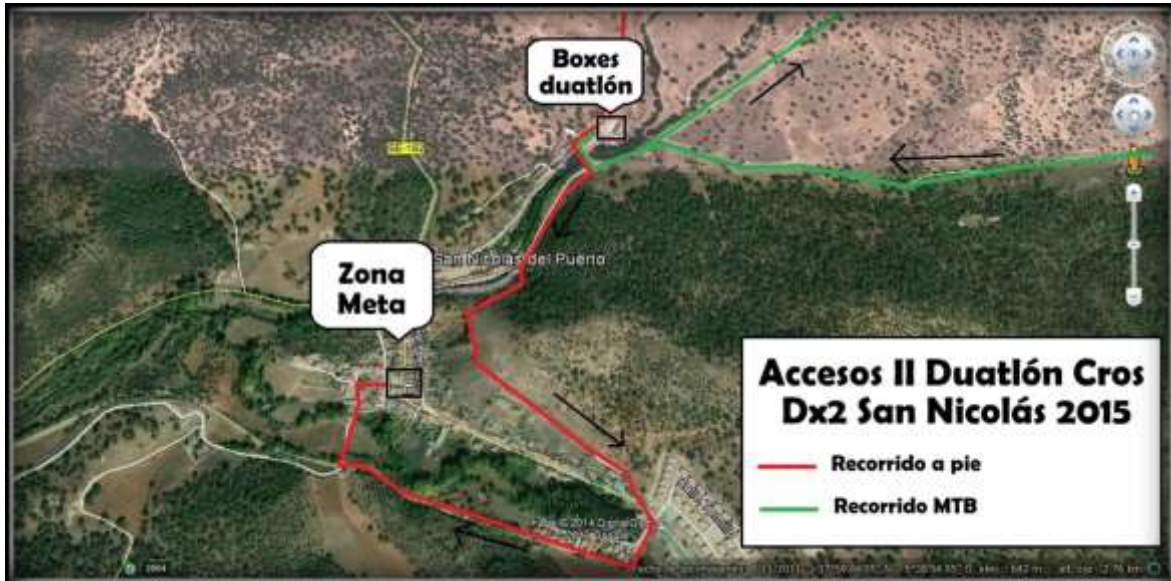 Boxes
duatlón
San Nicolás del Puerto
Zona
Meta
Accesos II Duatlón Cros
Dx2 San Nicolás 2015
Recorrido a pie
Recorrido MTB
2004